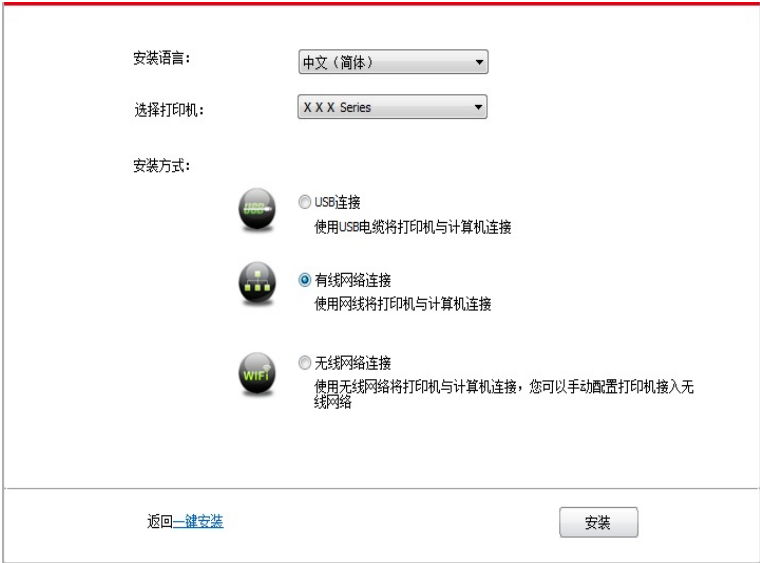 安装语言：
中文（简体）
选择打印机：
X X X Series
安装方式：
USB
USB连接
使用USB电缆将打印机与计算机连接
有线网络连接
使用网线将打印机与计算机连接
WIFI
无线网络连接
使用无线网络将打印机与计算机连接，您可以手动配置打印机接入无
线网络
返回一键安装
安装